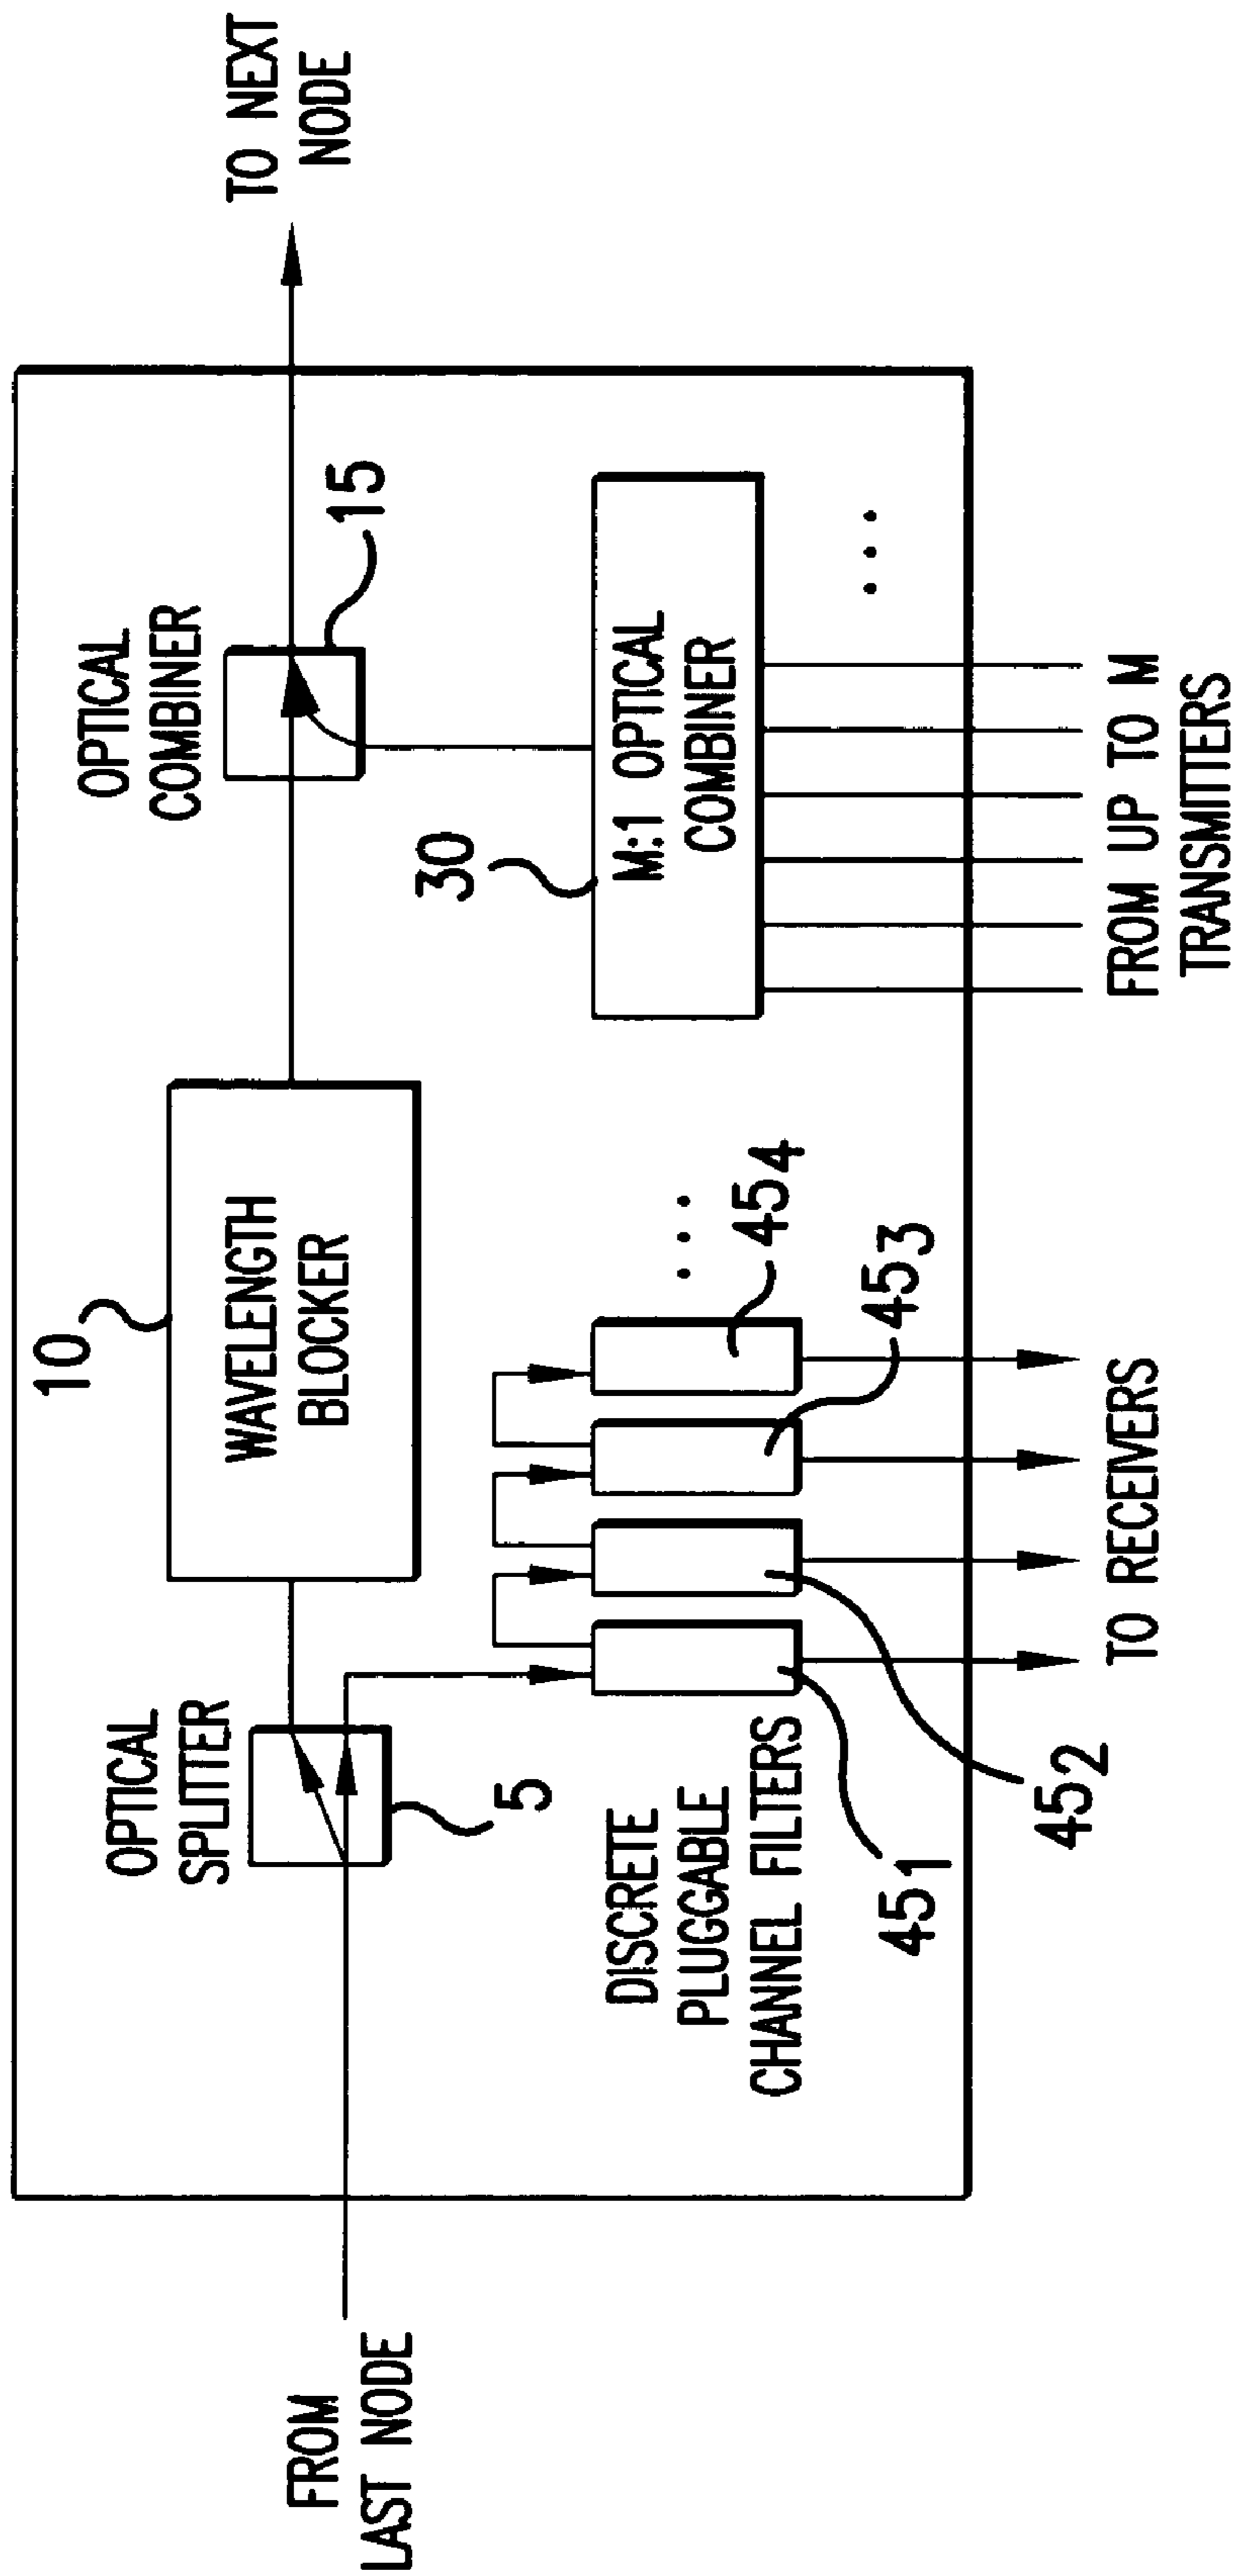 FROM
LAST NODE
OPTICAL
SPLITTER
5
10
WAVELENGTH
BLOCKER
OPTICAL
COMBINER
15
TO NEXT
NODE
DISCRETE
PLUGGABLE
CHANNEL FILTERS
45₁
45₂
45₃
45₄
...
TO RECEIVERS
30
M:1 OPTICAL
COMBINER
...
FROM UP TO M
TRANSMITTERS